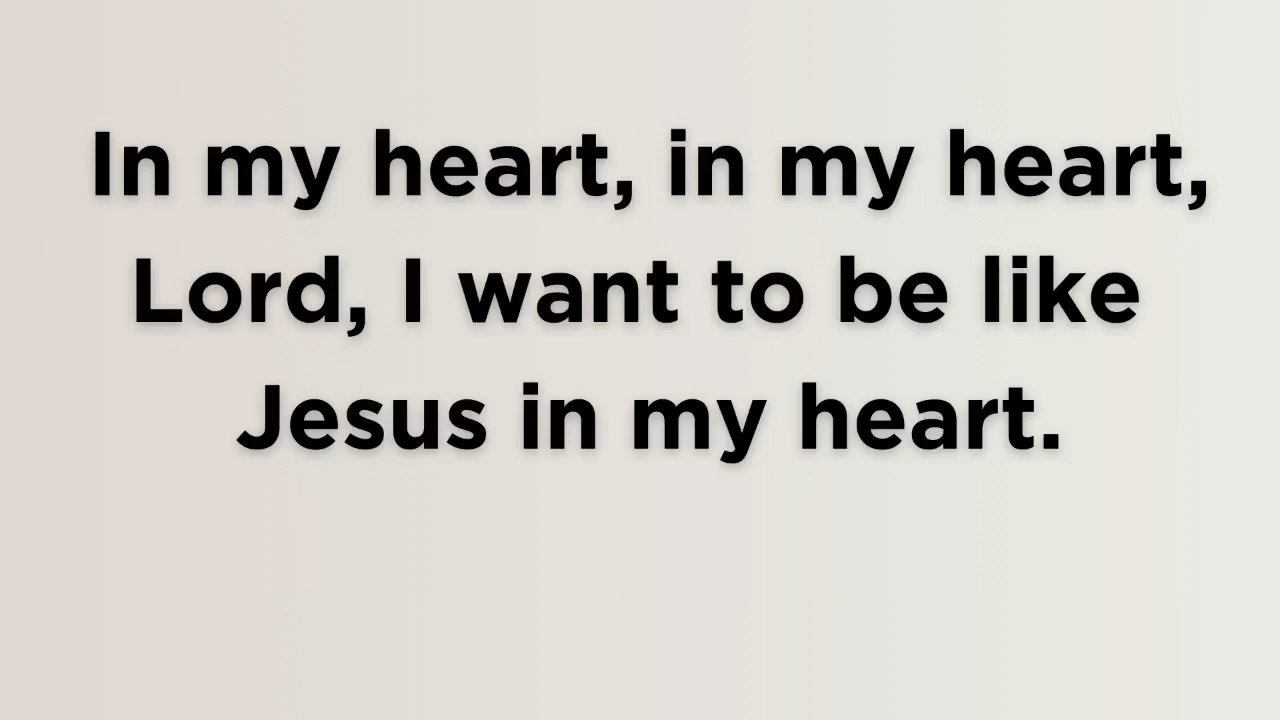 In my heart, in my heart,
Lord, I want to be like
Jesus in my heart.